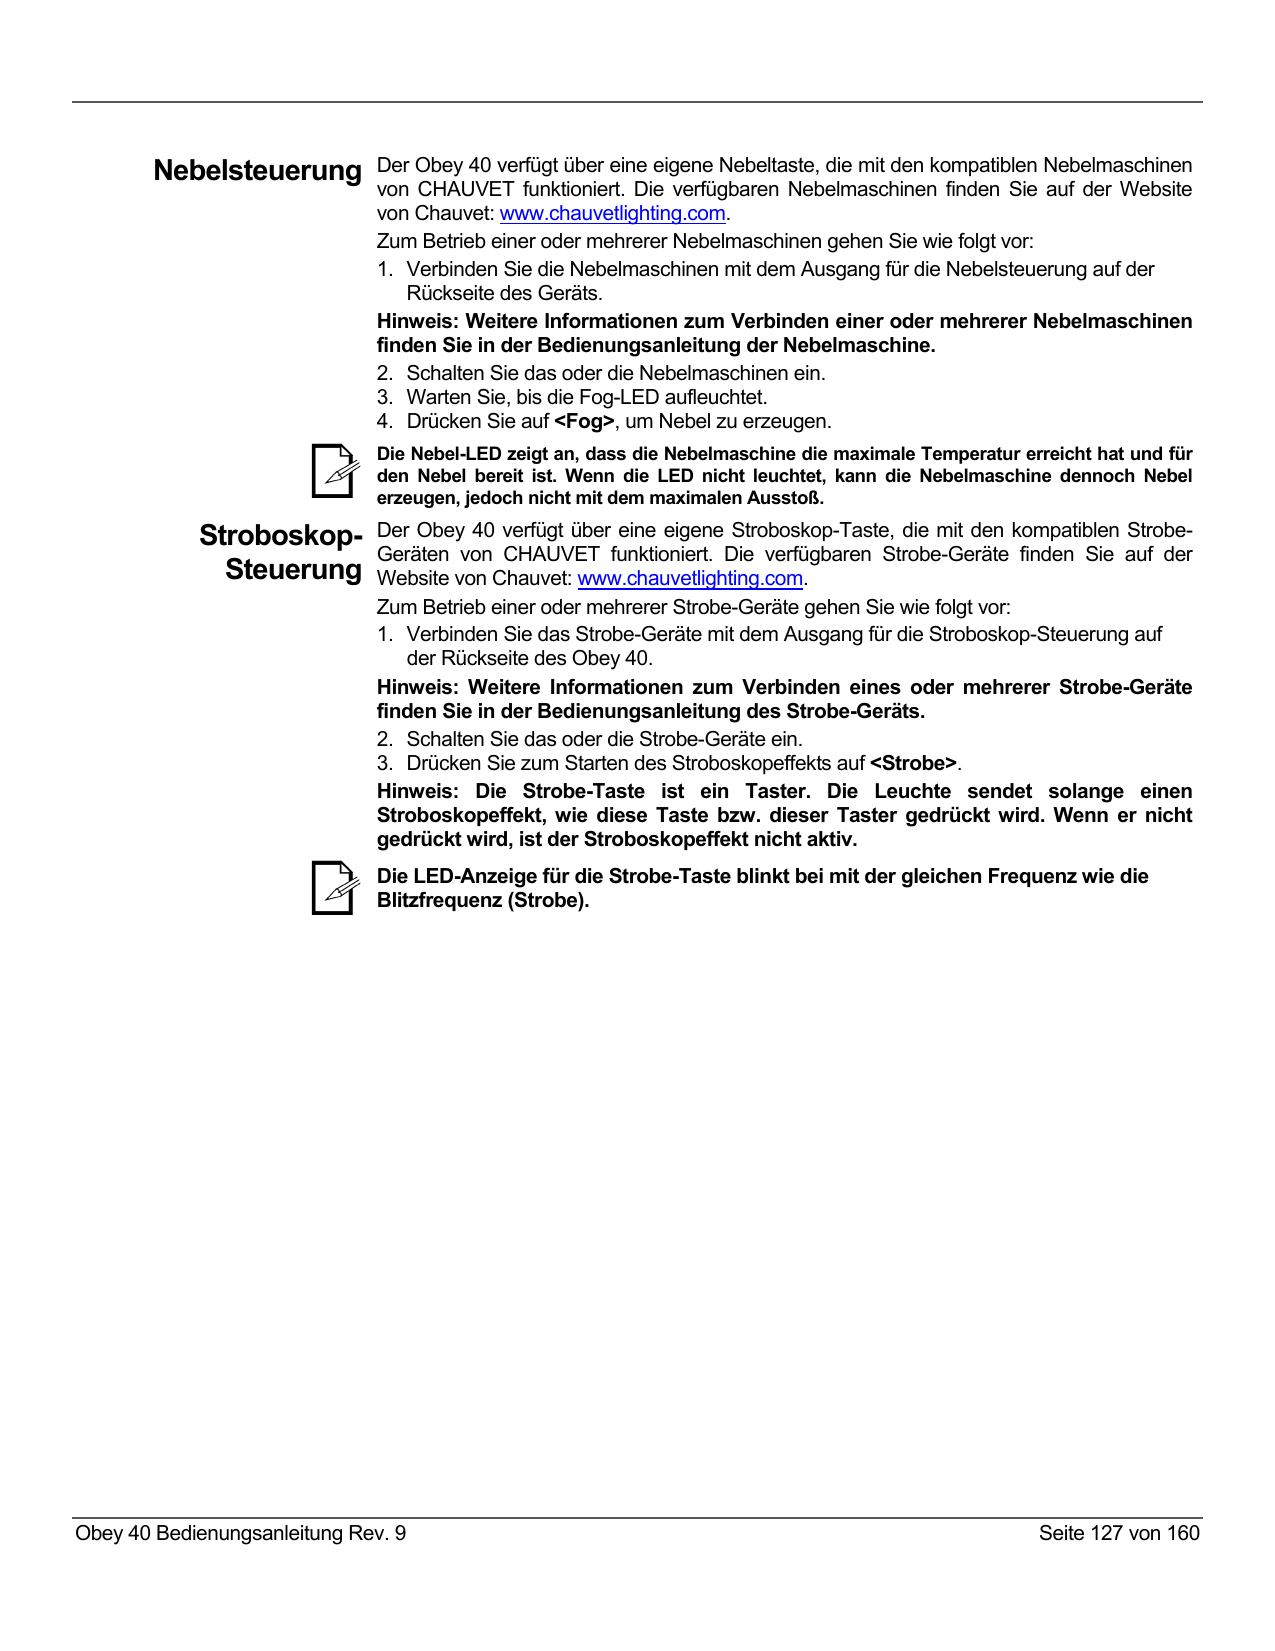 Nebelsteuerung
Der Obey 40 verfügt über eine eigene Nebeltaste, die mit den kompatiblen Nebelmaschinen
von CHAUVET funktioniert. Die verfügbaren Nebelmaschinen finden Sie auf der Website
von Chauvet: www.chauvetlighting.com.
Zum Betrieb einer oder mehrerer Nebelmaschinen gehen Sie wie folgt vor:
1. Verbinden Sie die Nebelmaschinen mit dem Ausgang für die Nebelsteuerung auf der
Rückseite des Geräts.
Hinweis: Weitere Informationen zum Verbinden einer oder mehrerer Nebelmaschinen
finden Sie in der Bedienungsanleitung der Nebelmaschine.
2. Schalten Sie das oder die Nebelmaschinen ein.
3. Warten Sie, bis die Fog-LED aufleuchtet.
4. Drücken Sie auf <Fog>, um Nebel zu erzeugen.
Die Nebel-LED zeigt an, dass die Nebelmaschine die maximale Temperatur erreicht hat und für
den Nebel bereit ist. Wenn die LED nicht leuchtet, kann die Nebelmaschine dennoch Nebel
erzeugen, jedoch nicht mit dem maximalen Ausstoß.
Stroboskop-
Steuerung
Der Obey 40 verfügt über eine eigene Stroboskop-Taste, die mit den kompatiblen Strobe-
Geräten von CHAUVET funktioniert. Die verfügbaren Strobe-Geräte finden Sie auf der
Website von Chauvet: www.chauvetlighting.com.
Zum Betrieb einer oder mehrerer Strobe-Geräte gehen Sie wie folgt vor:
1. Verbinden Sie das Strobe-Geräte mit dem Ausgang für die Stroboskop-Steuerung auf
der Rückseite des Obey 40.
Hinweis: Weitere Informationen zum Verbinden eines oder mehrerer Strobe-Geräte
finden Sie in der Bedienungsanleitung des Strobe-Geräts.
2. Schalten Sie das oder die Strobe-Geräte ein.
3. Drücken Sie zum Starten des Stroboskopeffekts auf <Strobe>.
Hinweis: Die Strobe-Taste ist ein Taster. Die Leuchte sendet solange einen
Stroboskopeffekt, wie diese Taste bzw. dieser Taster gedrückt wird. Wenn er nicht
gedrückt wird, ist der Stroboskopeffekt nicht aktiv.
Die LED-Anzeige für die Strobe-Taste blinkt bei mit der gleichen Frequenz wie die
Blitzfrequenz (Strobe).
Obey 40 Bedienungsanleitung Rev. 9
Seite 127 von 160